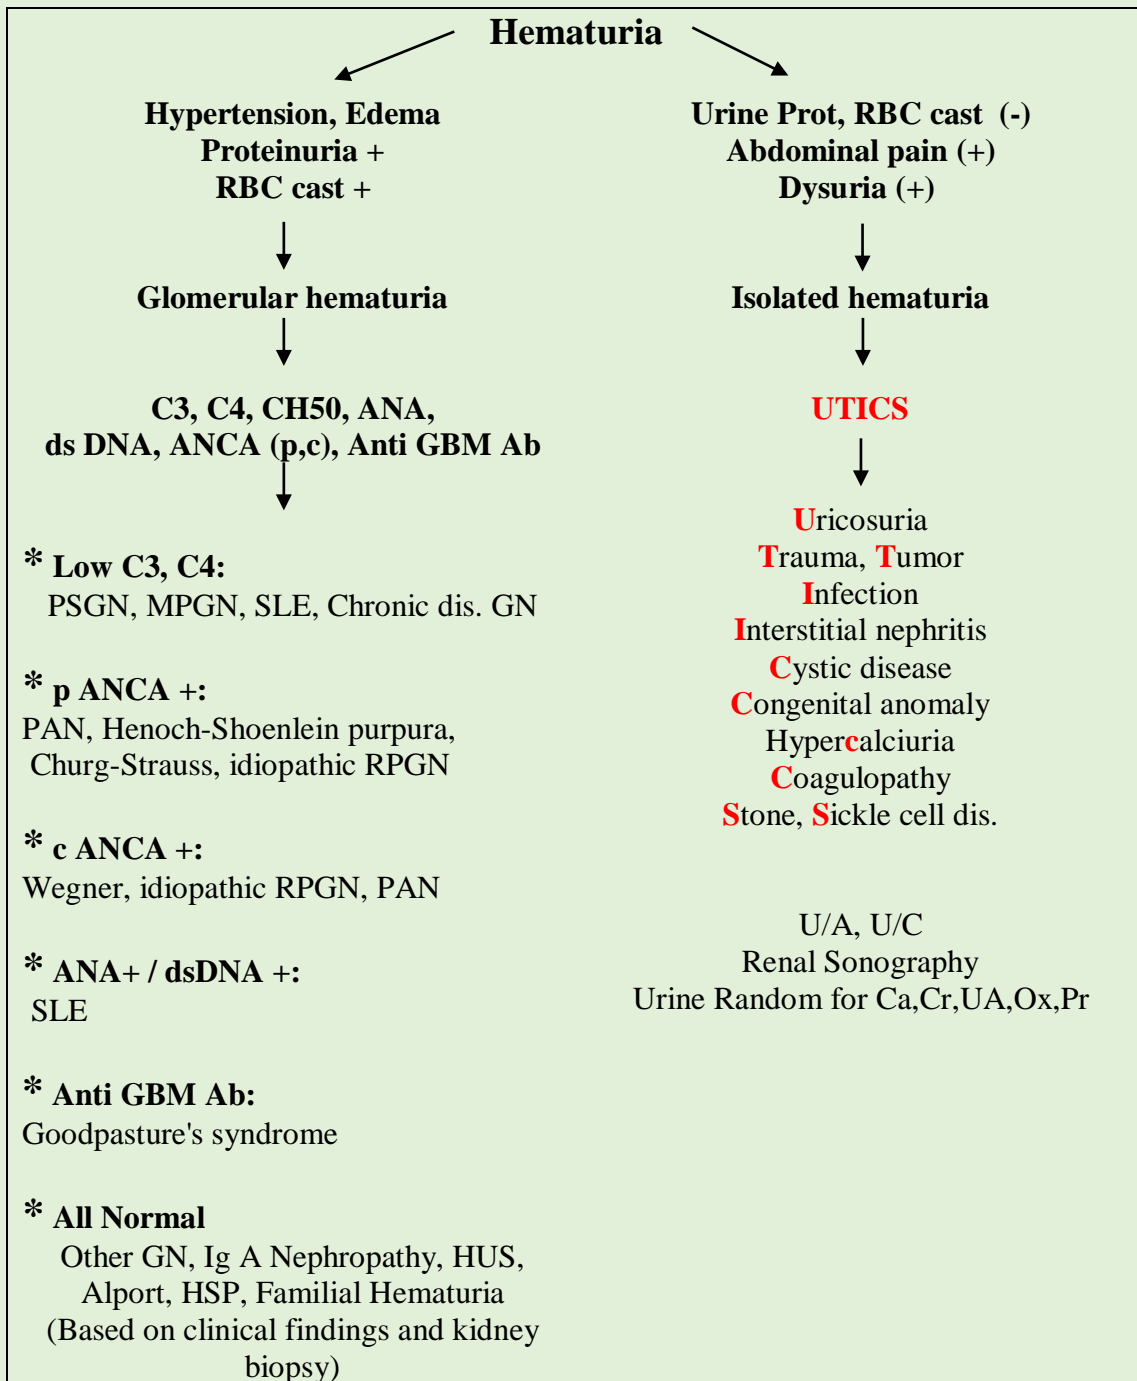 Hematuria
Hypertension, Edema
Proteinuria +
RBC cast +
Glomerular hematuria
C3, C4, CH50, ANA,
ds DNA, ANCA (p,c), Anti GBM Ab
* Low C3, C4:
PSGN, MPGN, SLE, Chronic dis. GN
* p ANCA +:
PAN, Henoch-Shoenlein purpura,
Churg-Strauss, idiopathic RPGN
* c ANCA +:
Wegner, idiopathic RPGN, PAN
* ANA+ / dsDNA +:
SLE
* Anti GBM Ab:
Goodpasture's syndrome
* All Normal
Other GN, Ig A Nephropathy, HUS,
Alport, HSP, Familial Hematuria
(Based on clinical findings and kidney
biopsy)
Urine Prot, RBC cast (-)
Abdominal pain (+)
Dysuria (+)
Isolated hematuria
UTICS
Uricosuria
Trauma, Tumor
Infection
Interstitial nephritis
Cystic disease
Congenital anomaly
Hypercalciuria
Coagulopathy
Stone, Sickle cell dis.
U/A, U/C
Renal Sonography
Urine Random for Ca,Cr,UA,Ox,Pr